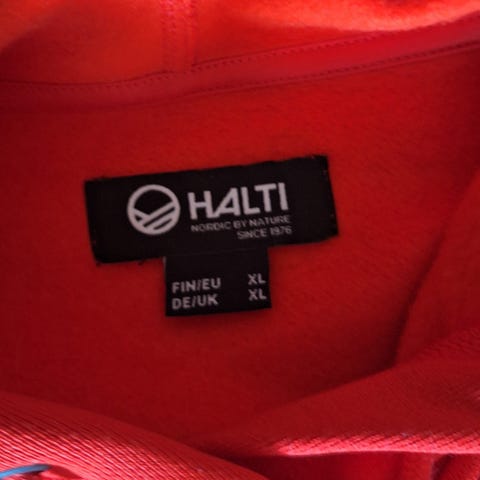 HALTI
NORDIC BY NATURE
SINCE 1976
FIN/EU XL
DE/UK XL